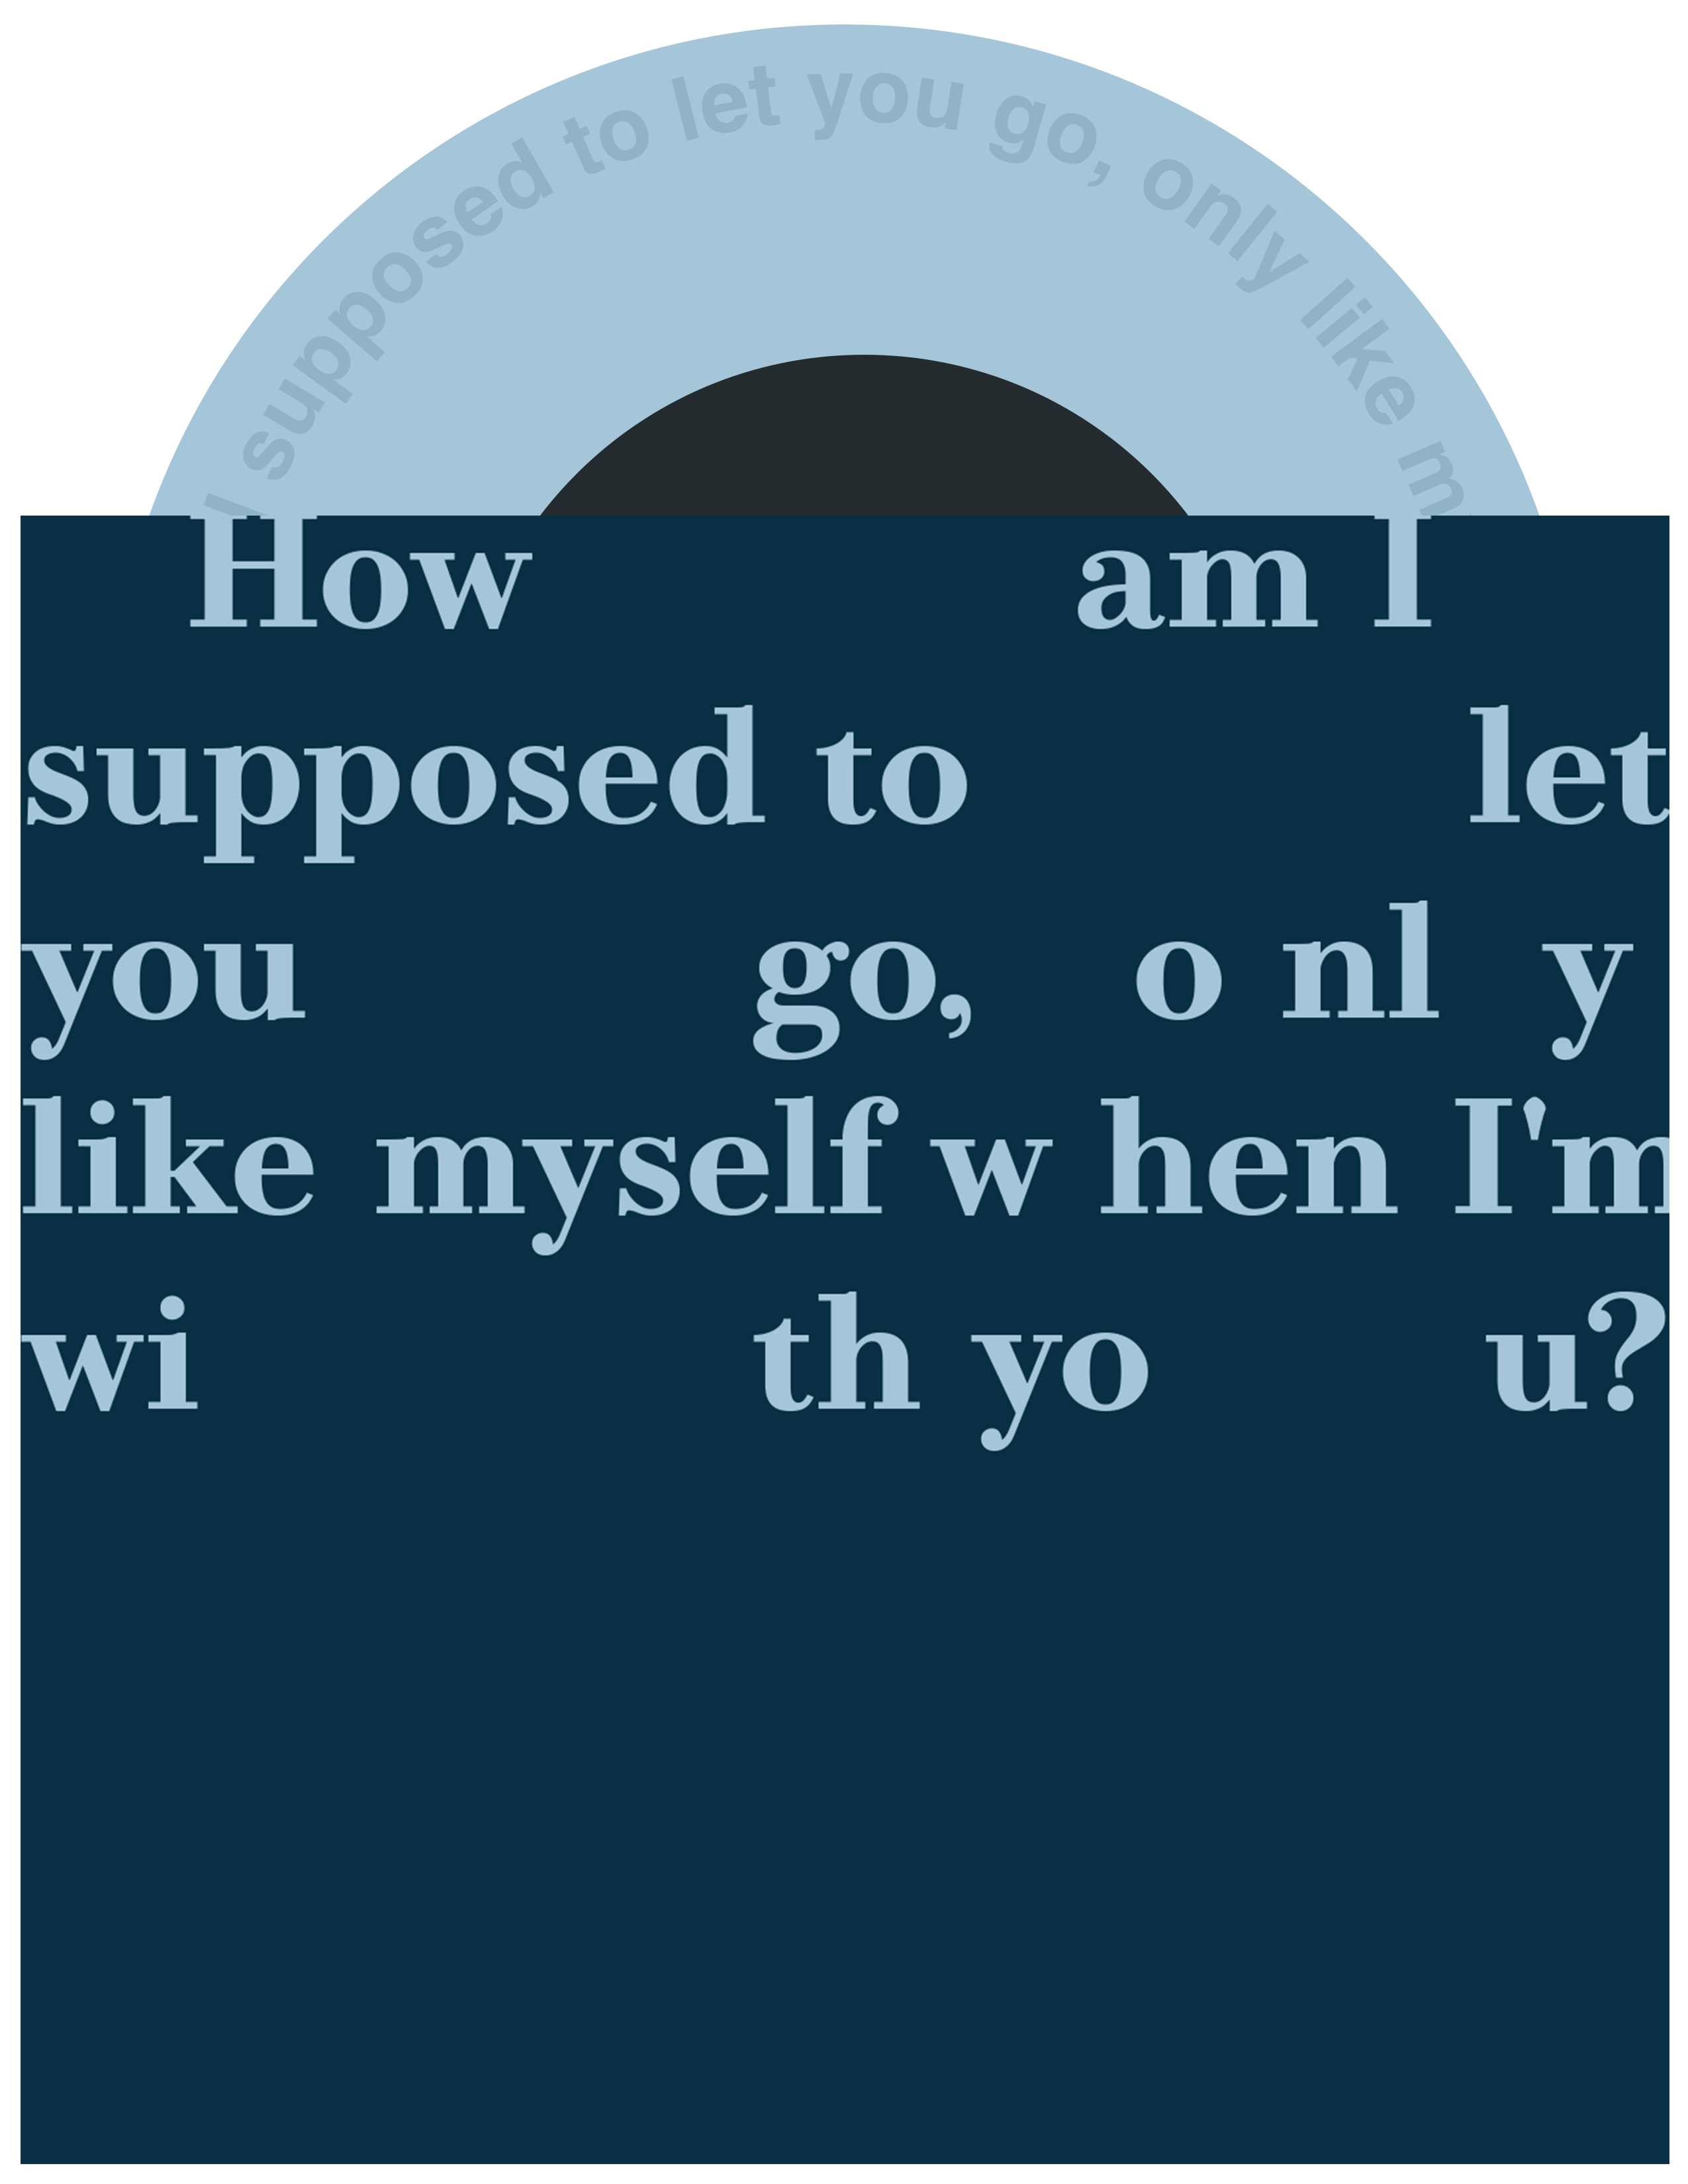 supposed to let you go, only like m
How am I
supposed to let
you go, o nl y
like myself w hen I'm
wi th yo u?